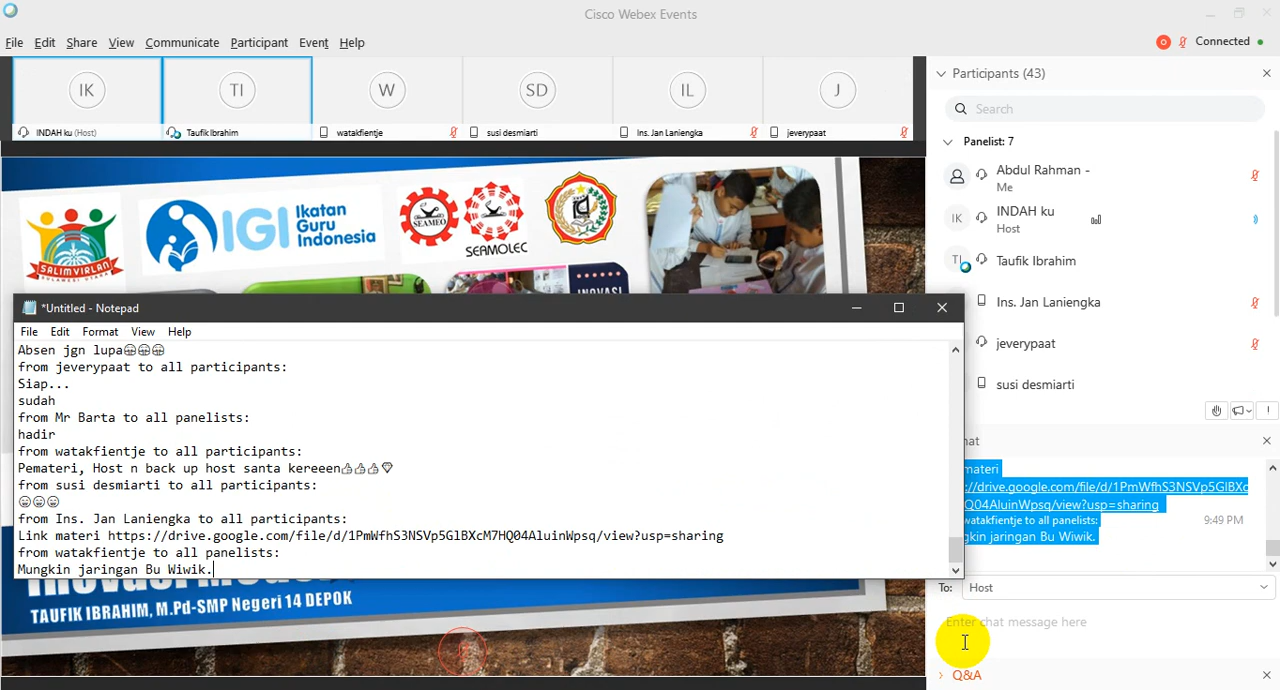 Cisco Webex Events
File Edit Share View Communicate Participant Event Help
Connected
IK
TI
W
SD
IL
J
INDAH ku (Host)
Taufik Ibrahim
watakfientje
susi desmiarti
Ins. Jan Laniengka
jeverypaat
Participants (43)
Search
Panelist: 7
Abdul Rahman -
Me
IK
INDAH ku
Host
TI
Taufik Ibrahim
Ins. Jan Laniengka
jeverypaat
susi desmiarti
SALIMVIRLAN
IGI Ikatan Guru Indonesia
SEAMEO
SEAMOLEC
INOVASI
*Untitled - Notepad
File Edit Format View Help
Absen jgn lupa😁😁😁
from jeverypaat to all participants:
Siap...
sudah
from Mr Barta to all panelists:
hadir
from watakfientje to all participants:
Pemateri, Host n back up host santa kereeen👍👍👍💎
from susi desmiarti to all participants:
😄😄😄
from Ins. Jan Laniengka to all participants:
Link materi https://drive.google.com/file/d/1PmWfhS3NSVp5GlBXcM7HQ04AluinWpsq/view?usp=sharing
from watakfientje to all panelists:
Mungkin jaringan Bu Wiwik.
TAUFIK IBRAHIM, M.Pd-SMP Negeri 14 DEPOK
hat
materi
://drive.google.com/file/d/1PmWfhS3NSVp5GlBXc
Q04AluinWpsq/view?usp=sharing
watakfientje to all panelists:
9:49 PM
gkin jaringan Bu Wiwik.
To: Host
Enter chat message here
Q&A